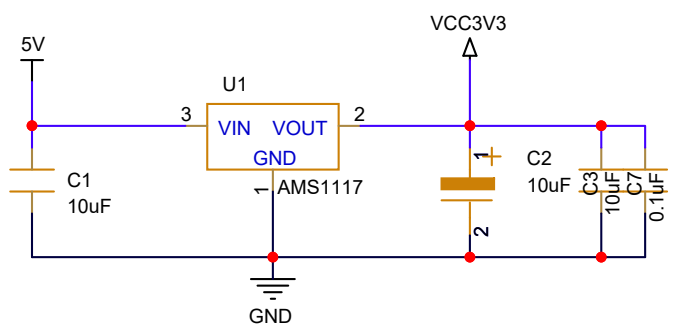 VCC3V3
5V
U1
3
2
VIN
VOUT
GND
1
AMS1117
C1
10uF
1
2
C2
10uF
C3
10uF
C7
0.1uF
GND